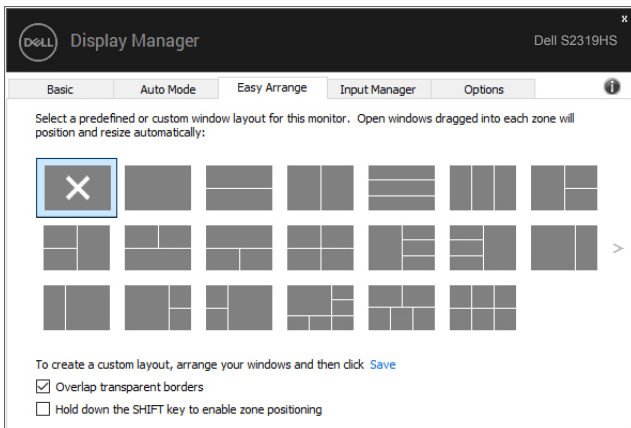 x
DELL Display Manager Dell S2319HS
Basic Auto Mode Easy Arrange Input Manager Options i
Select a predefined or custom window layout for this monitor. Open windows dragged into each zone will
position and resize automatically:
To create a custom layout, arrange your windows and then click Save
Overlap transparent borders
Hold down the SHIFT key to enable zone positioning